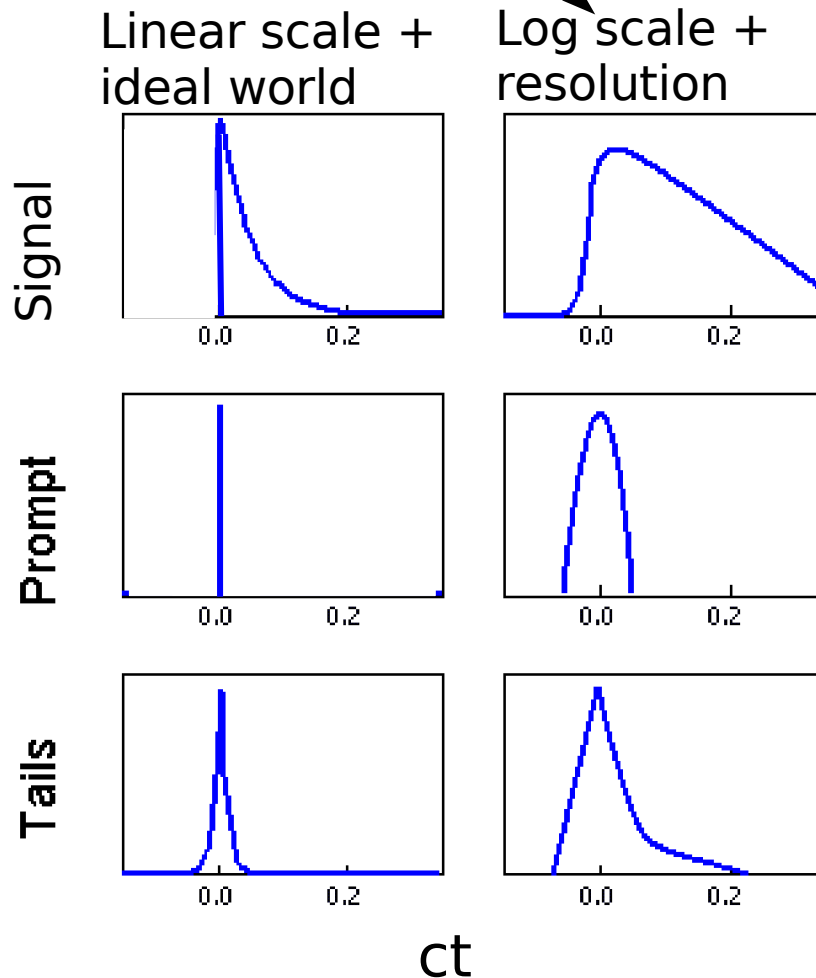 Linear scale +
ideal world
Log scale +
resolution
Signal
0.0 0.2
0.0 0.2
Prompt
0.0 0.2
0.0 0.2
Tails
0.0 0.2
0.0 0.2
ct